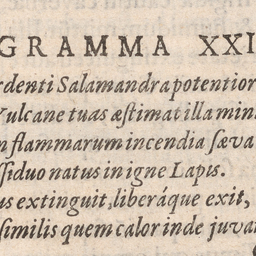 GRAMMA XXI
rdenti Salamandra potentior
Vulcane tuas æstimat illa min
n flammarum incendia sæva
ſſiduo natus in igne Lapis.
us extinguit, liberáque exit,
ſimilis quem calor inde juva